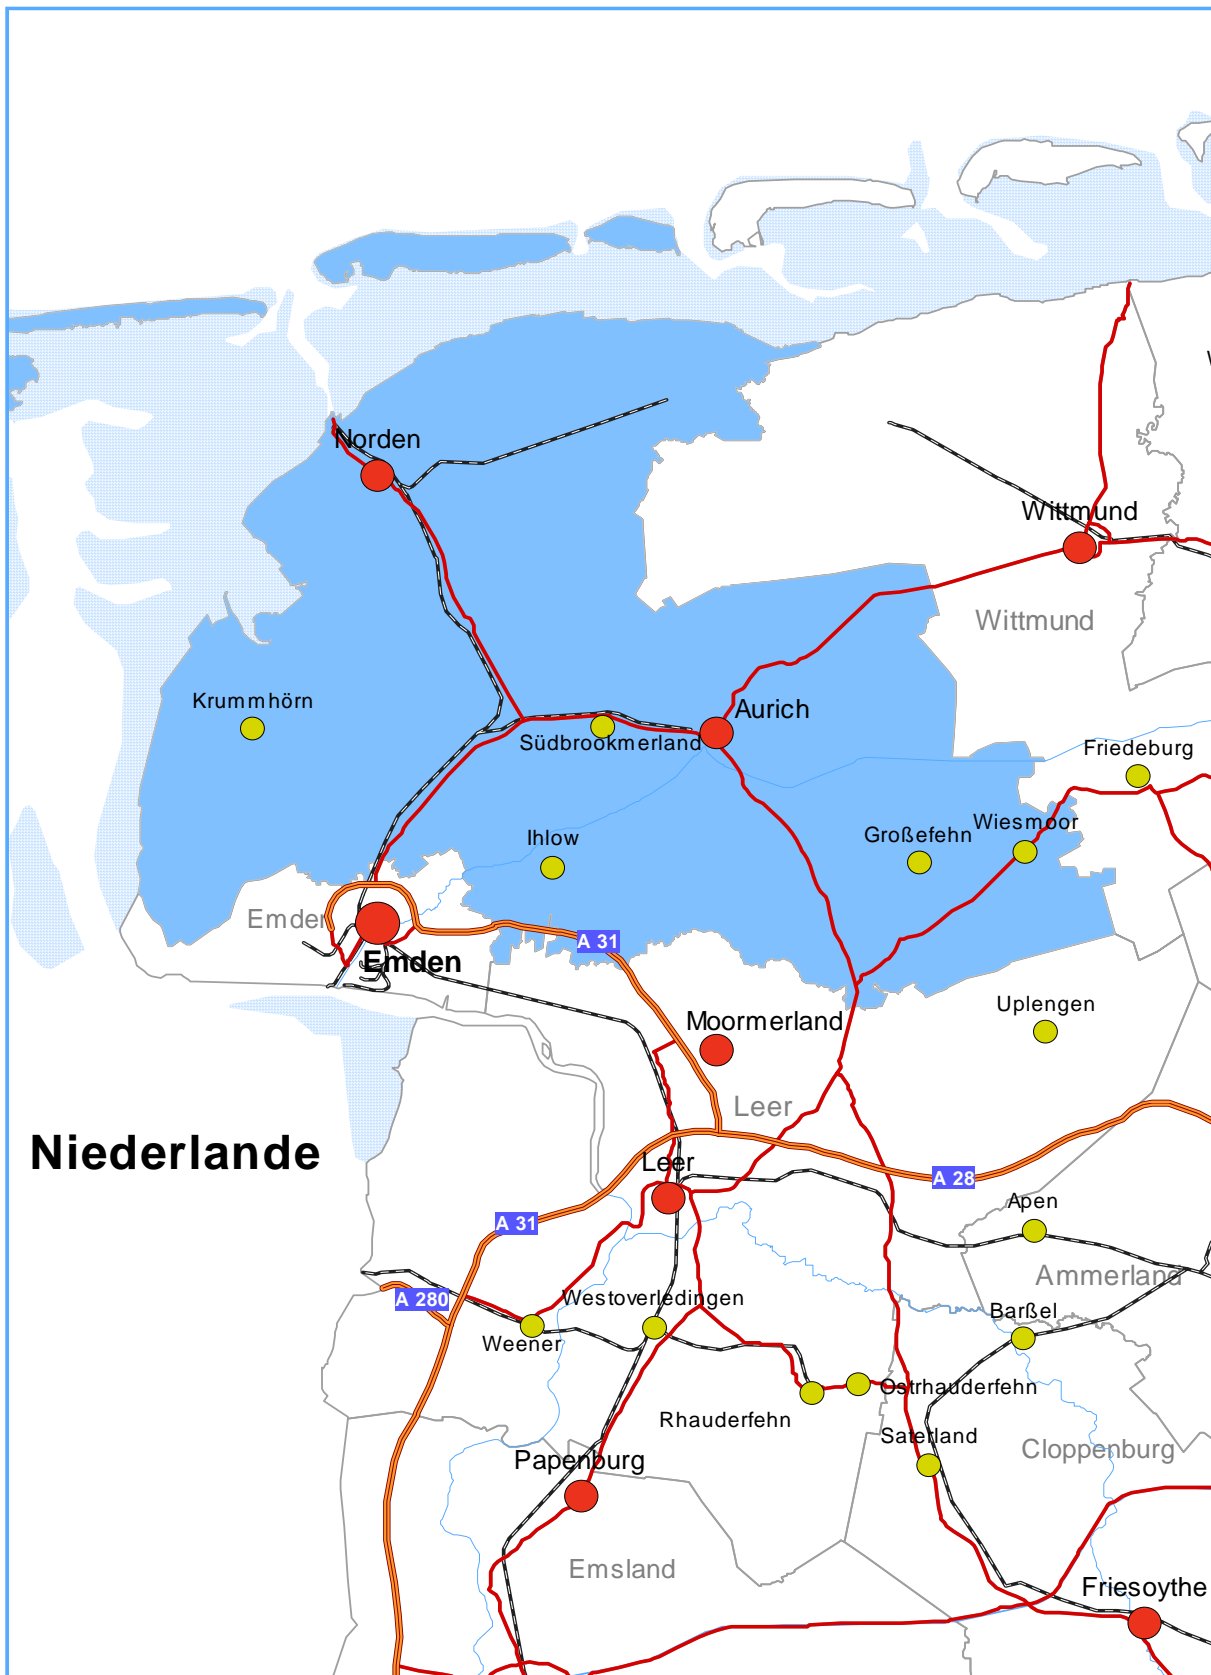 Norden
Wittmund
Wittmund
Krummhörn
Aurich
Südbrookmerland
Friedeburg
Ihlow
Großefehn
Wiesmoor
Emden
A 31
Emden
Uplengen
Moormerland
Leer
Niederlande
Leer
A 28
Apen
A 31
Ammerland
A 280
Westoverledingen
Barßel
Weener
Ostrhauderfehn
Rhauderfehn
Saterland
Cloppenburg
Papenburg
Emsland
Friesoythe